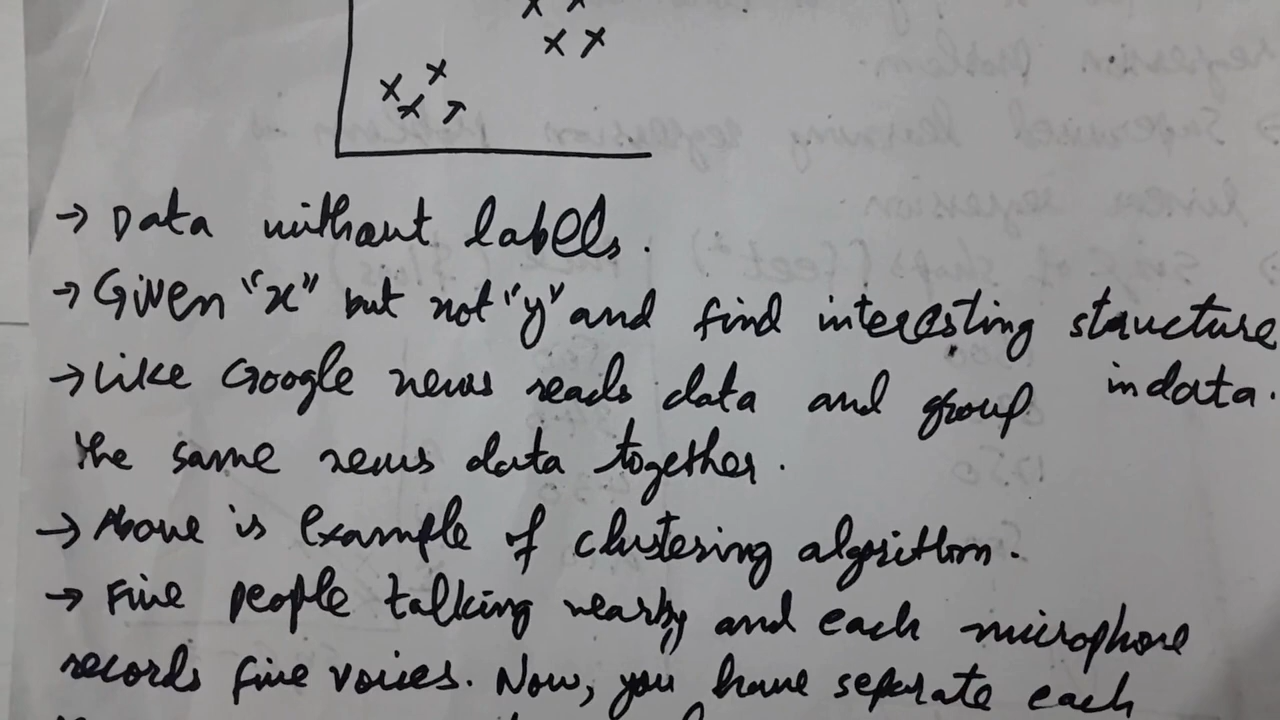 → Data without labels.
→ Given "x" but not "y" and find interesting structure
in data.
→ Like Google news reads data and group
the same news data together.
→ Above is example of clustering algorithm.
→ Five people talking nearby and each microphone
records five voices. Now, you have separate each